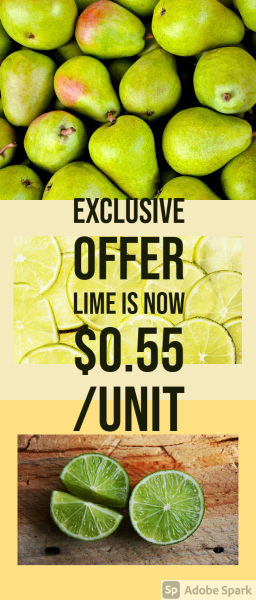 EXCLUSIVE
OFFER
LIME IS NOW
$0.55
/UNIT
Sp Adobe Spark